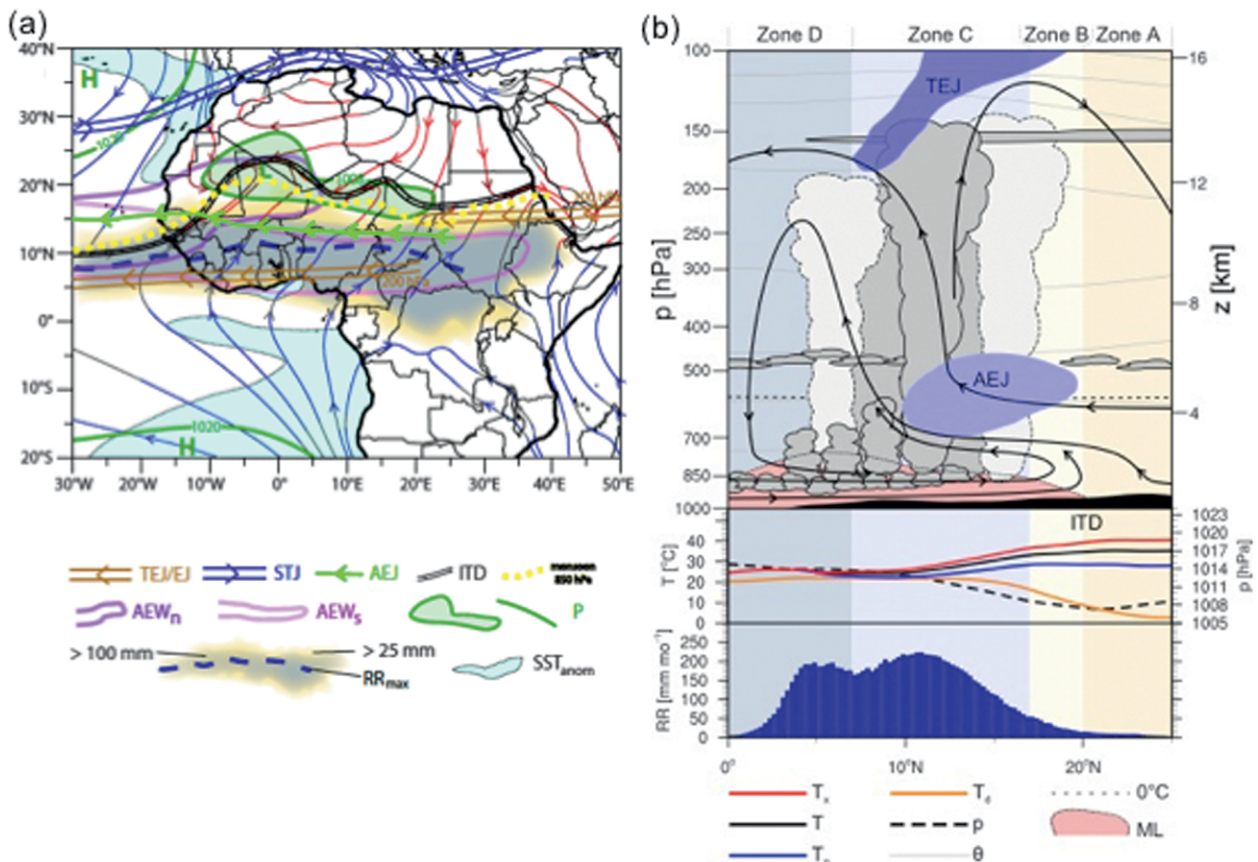 (a)
40°N
30°N
20°N
10°N
0°
10°S
20°S
30°W
20°W
10°W
0°
10°E
20°E
30°E
40°E
50°E
H
1020
L
200 hPa
1020
H
TEJ/EJ
STJ
AEJ
ITD
monsoon
850 hPa
AEWn
AEWs
P
> 100 mm
> 25 mm
RRmax
SSTanom
(b)
Zone D
Zone C
Zone B
Zone A
100
150
200
250
300
400
500
700
850
1000
p [hPa]
16
12
8
4
z [km]
TEJ
AEJ
ITD
40
30
20
10
0
T [°C]
1023
1020
1017
1014
1011
1008
1005
p [hPa]
250
200
150
100
50
0
RR [mm mo⁻¹]
0°
10°N
20°N
Tx
Td
0°C
T
p
ML
Tn
θ